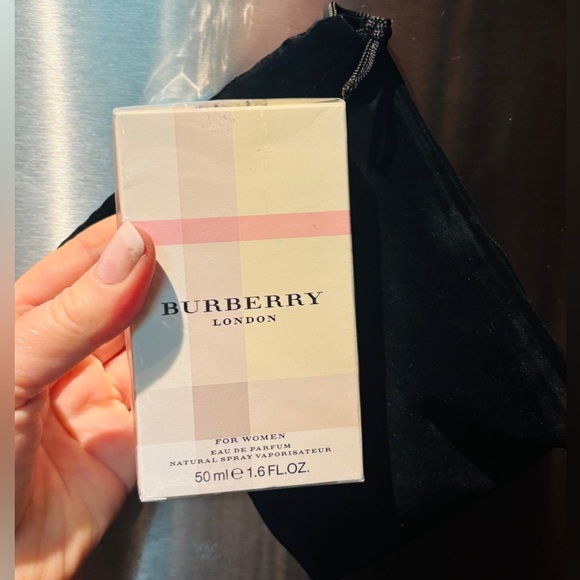 BURBERRY
LONDON
FOR WOMEN
EAU DE PARFUM
NATURAL SPRAY VAPORISATEUR
50 ml ℮ 1.6 FL.OZ.